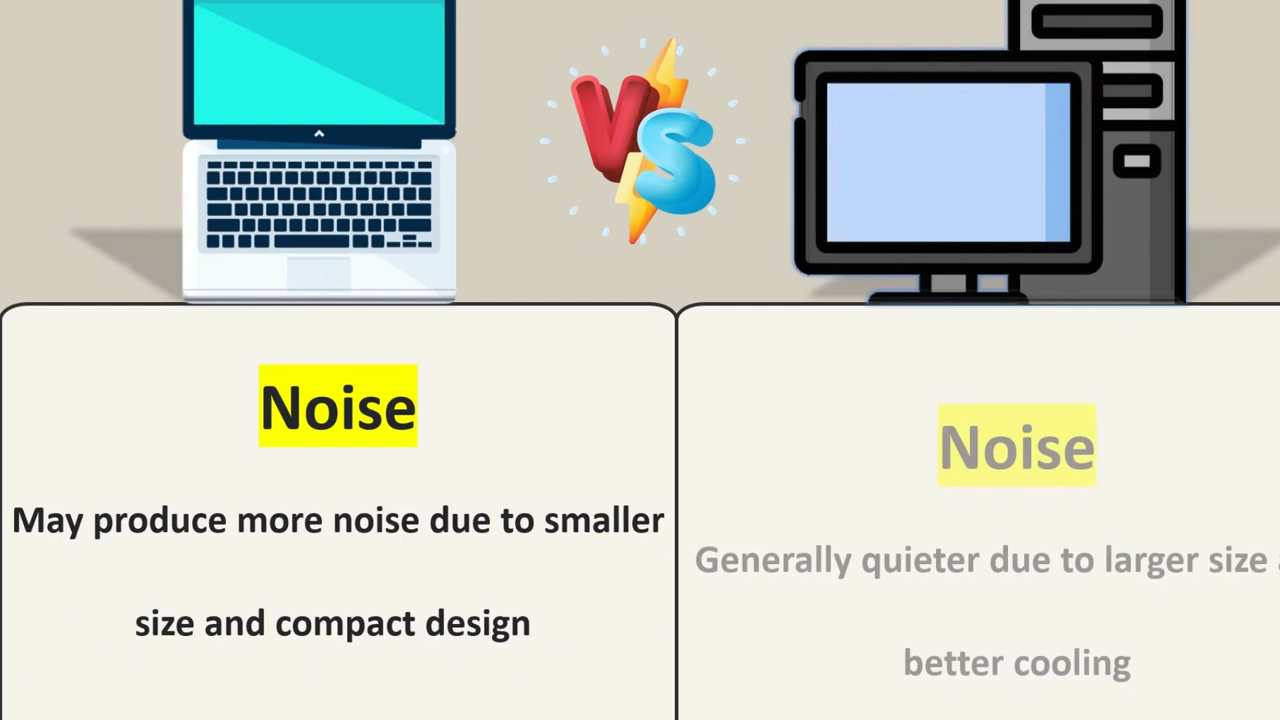 VS
Noise
May produce more noise due to smaller
size and compact design
Noise
Generally quieter due to larger size
better cooling